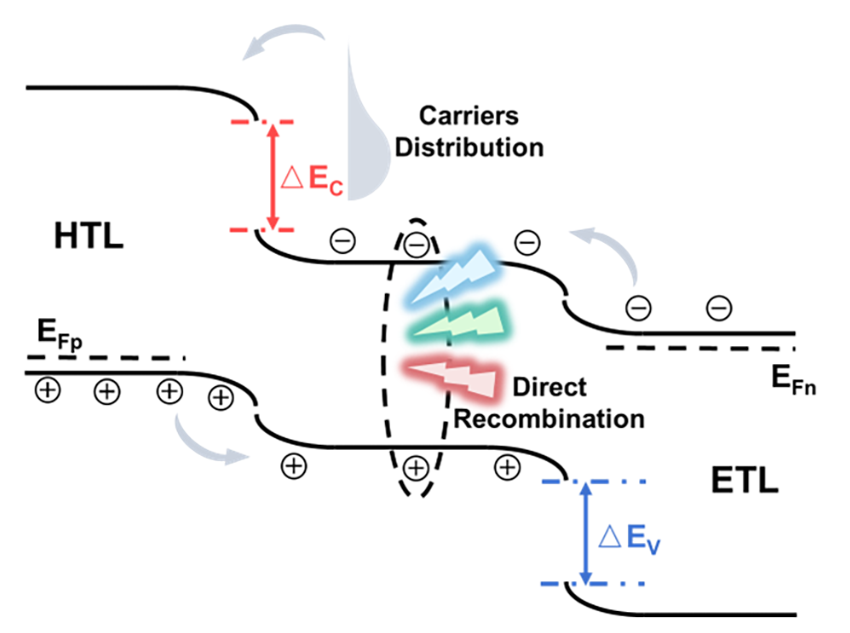 Carriers
Distribution
△E_C
HTL
E_Fp
E_Fn
Direct
Recombination
ETL
△E_V